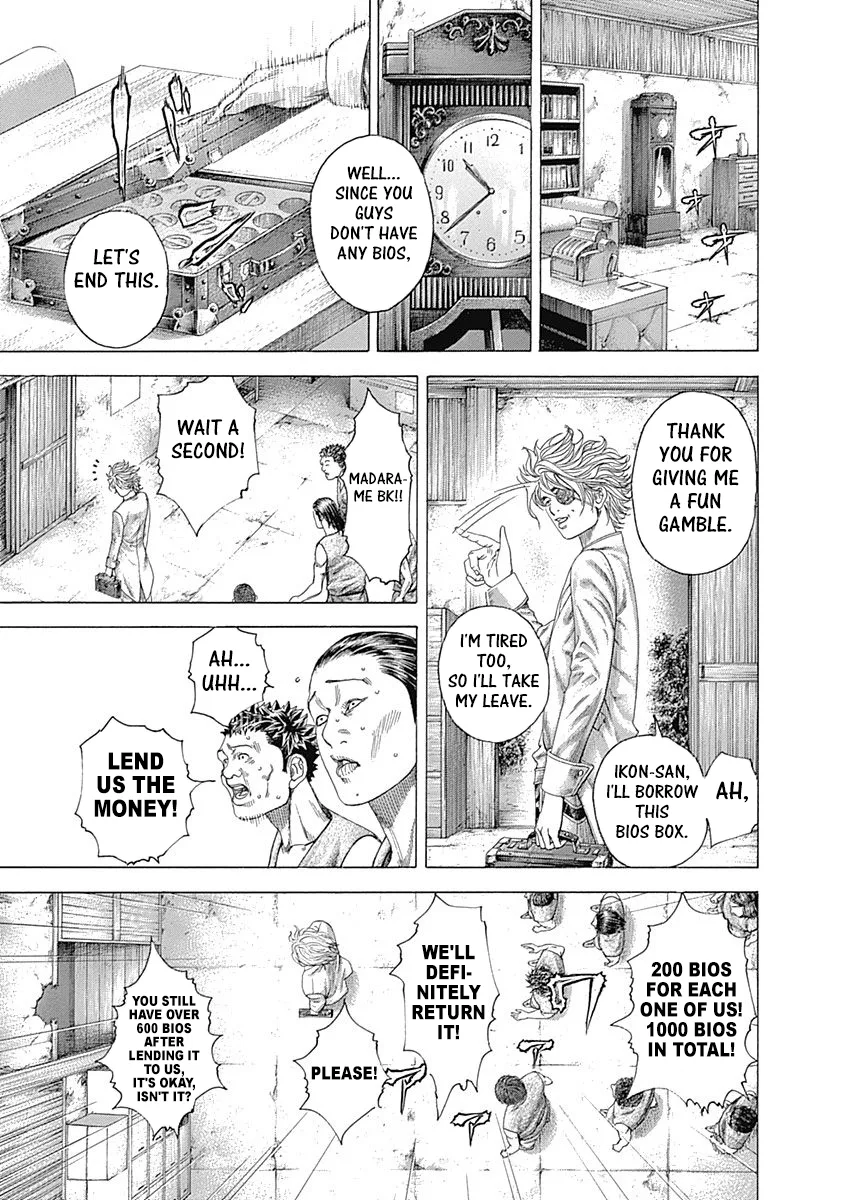 WELL...
SINCE YOU
GUYS
DON'T HAVE
ANY BIOS,
LET'S
END THIS.
THANK
YOU FOR
GIVING ME
A FUN
GAMBLE.
I'M TIRED
TOO,
SO I'LL TAKE
MY LEAVE.
AH,
IKON-SAN,
I'LL BORROW
THIS
BIOS BOX.
MADARA-
ME BK!!
WAIT A
SECOND!
AH...
UHH...
LEND
US THE
MONEY!
200 BIOS
FOR EACH
ONE OF US!
1000 BIOS
IN TOTAL!
WE'LL
DEFI-
NITELY
RETURN
IT!
PLEASE!
YOU STILL
HAVE OVER
600 BIOS
AFTER
LENDING IT
TO US,
IT'S OKAY,
ISN'T IT?